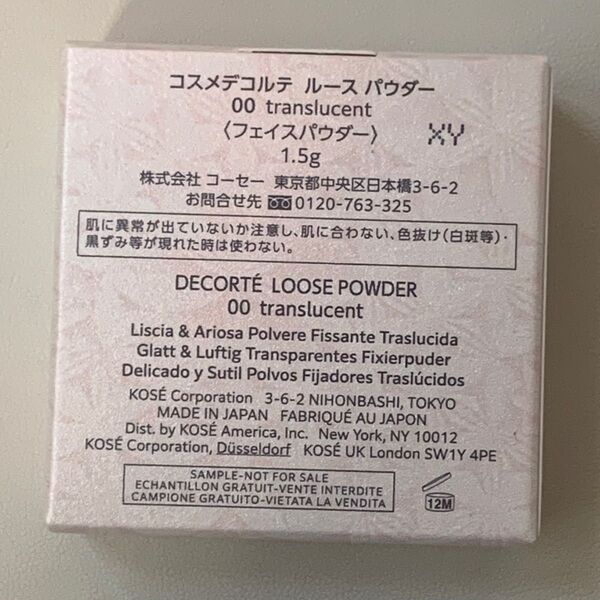 コスメデコルテ ルース パウダー
00 translucent
〈フェイスパウダー〉
XY
1.5g
株式会社 コーセー 東京都中央区日本橋3-6-2
お問合せ先 0120-763-325
肌に異常が出ていないか注意し、肌に合わない、色抜け(白斑等)・
黒ずみ等が現れた時は使わない。
DECORTÉ LOOSE POWDER
00 translucent
Liscia & Ariosa Polvere Fissante Traslucida
Glatt & Luftig Transparentes Fixierpuder
Delicado y Sutil Polvos Fijadores Traslúcidos
KOSÉ Corporation 3-6-2 NIHONBASHI, TOKYO
MADE IN JAPAN FABRIQUÉ AU JAPON
Dist. by KOSÉ America, Inc. New York, NY 10012
KOSÉ Corporation, Düsseldorf KOSÉ UK London SW1Y 4PE
SAMPLE-NOT FOR SALE
ECHANTILLON GRATUIT-VENTE INTERDITE
CAMPIONE GRATUITO-VIETATA LA VENDITA
12M